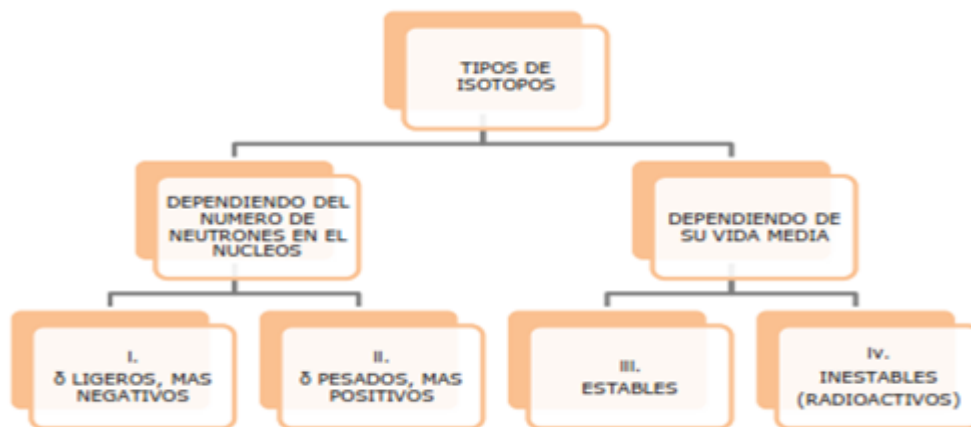 TIPOS DE
ISOTOPOS
DEPENDIENDO DEL
NUMERO DE
NEUTRONES EN EL
NUCLEOS
DEPENDIENDO DE
SU VIDA MEDIA
I.
δ LIGEROS, MAS
NEGATIVOS
II.
δ PESADOS, MAS
POSITIVOS
III.
ESTABLES
Iv.
INESTABLES
(RADIOACTIVOS)